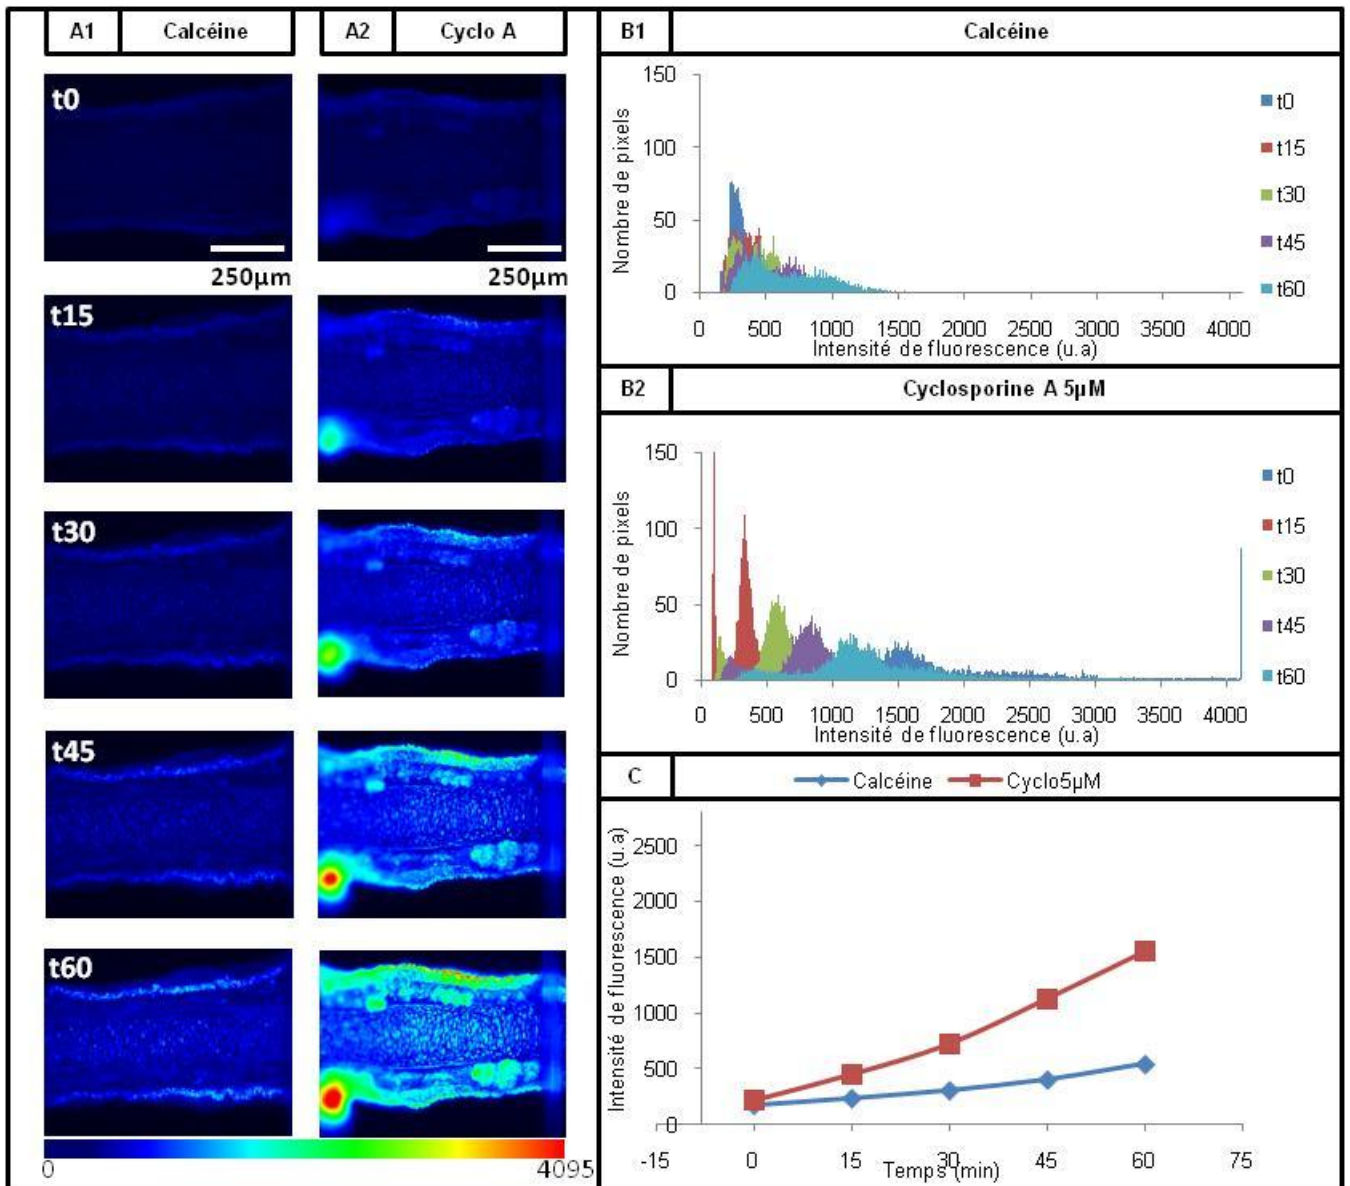 A1 Calcéine A2 Cyclo A
t0
250µm 250µm
t15
t30
t45
t60
0 4095
B1 Calcéine
Nombre de pixels
150
100
50
0
0 500 1000 1500 2000 2500 3000 3500 4000
Intensité de fluorescence (u.a)
t0
t15
t30
t45
t60
B2 Cyclosporine A 5µM
Nombre de pixels
150
100
50
0
0 500 1000 1500 2000 2500 3000 3500 4000
Intensité de fluorescence (u.a)
t0
t15
t30
t45
t60
C Calcéine Cyclo5µM
Intensité de fluorescence (u.a)
2500
2000
1500
1000
500
0
-15 0 15 30 45 60 75
Temps (min)